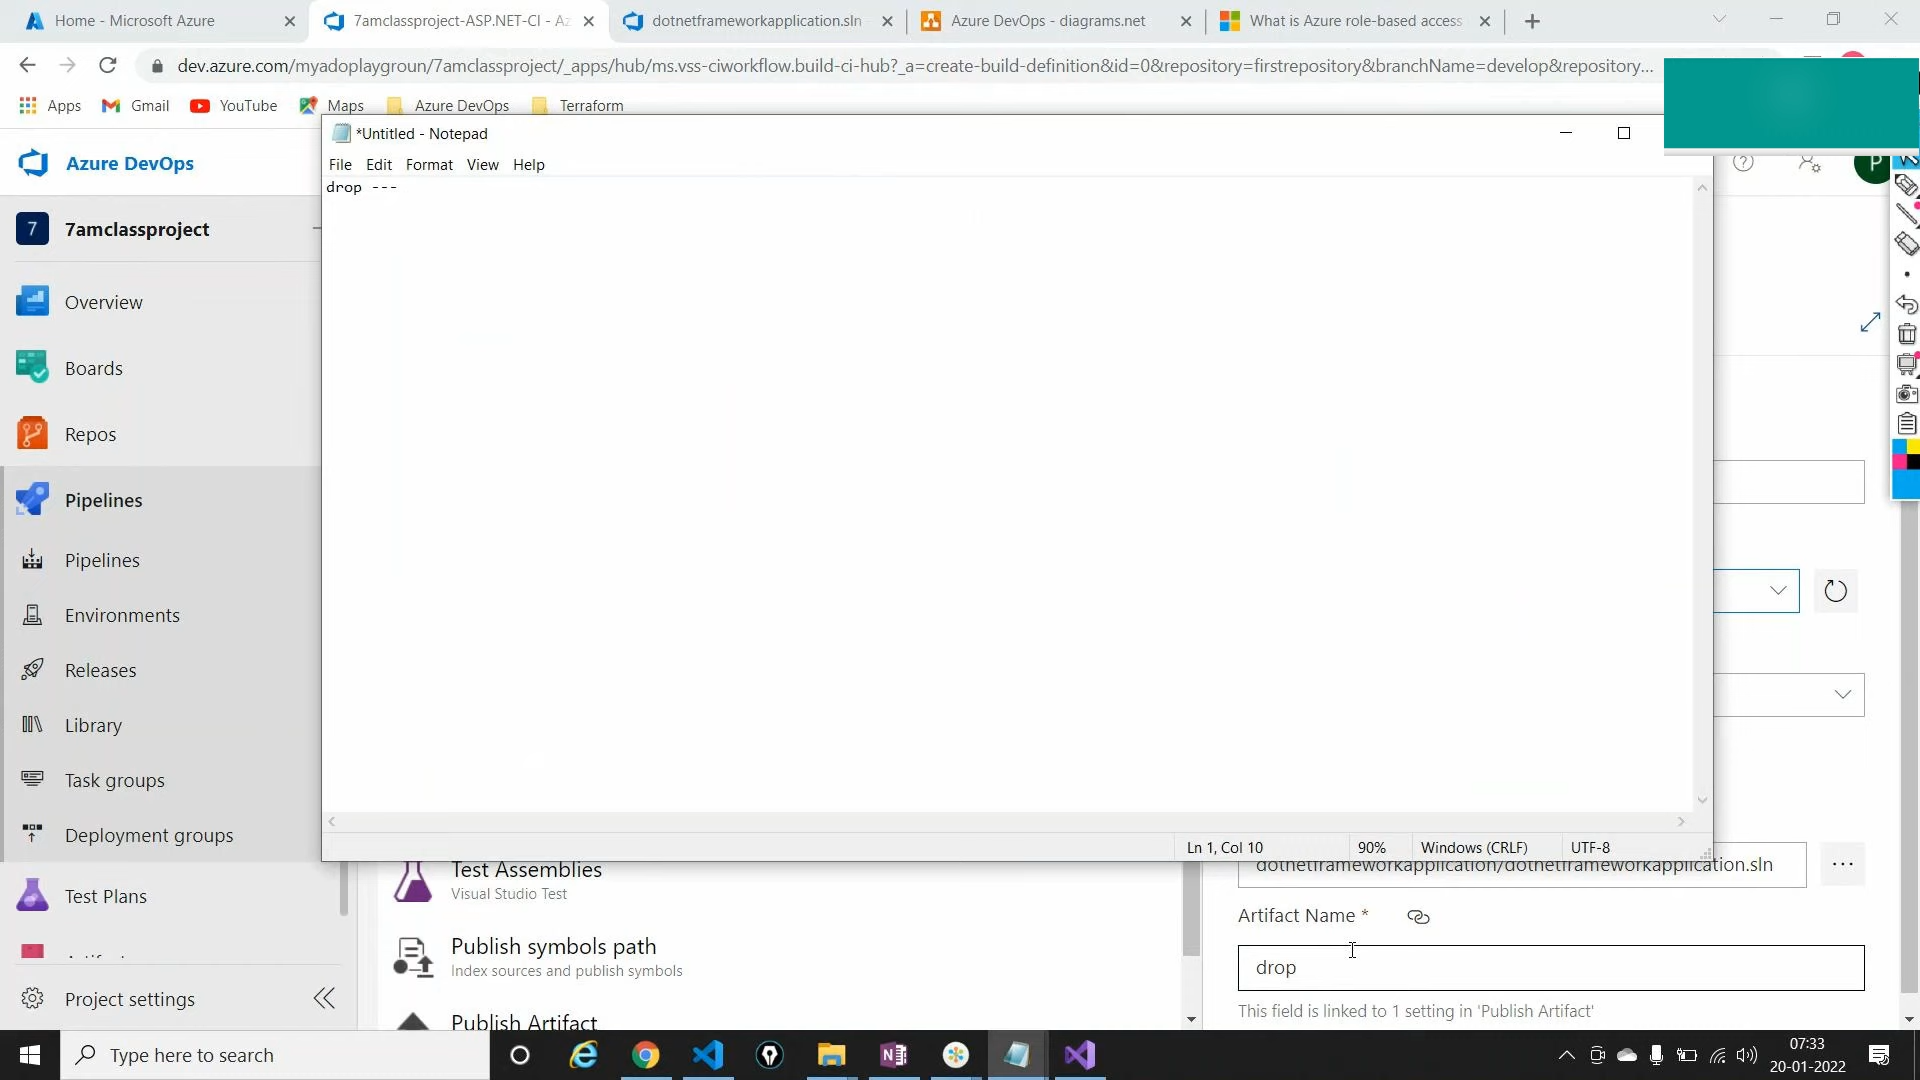 Home - Microsoft Azure
7amclassproject-ASP.NET-CI - Az
dotnetframeworkapplication.sln
Azure DevOps - diagrams.net
What is Azure role-based access
dev.azure.com/myadoplaygroun/7amclassproject/_apps/hub/ms.vss-ciworkflow.build-ci-hub?_a=create-build-definition&id=0&repository=firstrepository&branchName=develop&repository...
Apps
Gmail
YouTube
Maps
Azure DevOps
Terraform
*Untitled - Notepad
File Edit Format View Help
drop ---
Azure DevOps
P
7
7amclassproject
Overview
Boards
Repos
Pipelines
Pipelines
Environments
Releases
Library
Task groups
Deployment groups
Test Plans
Project settings
Ln 1, Col 10
90%
Windows (CRLF)
UTF-8
Test Assemblies
Visual Studio Test
Publish symbols path
Index sources and publish symbols
Publish Artifact
dotnetframeworkapplication/dotnetframeworkapplication.sln
Artifact Name *
drop
This field is linked to 1 setting in 'Publish Artifact'
Type here to search
07:33
20-01-2022